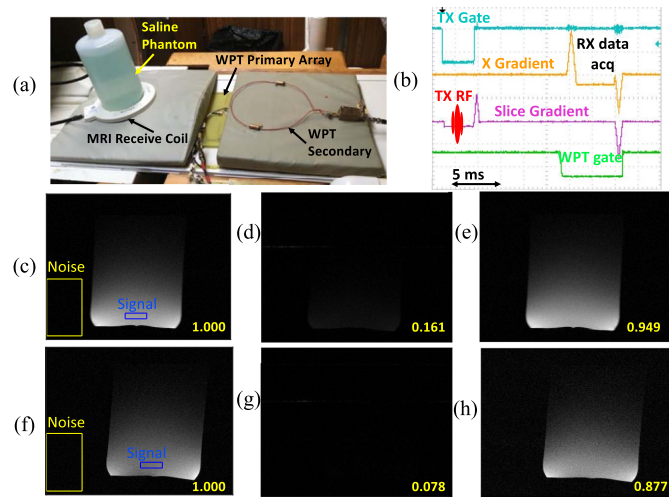 (a)
Saline
Phantom
WPT Primary Array
MRI Receive Coil
WPT
Secondary
(b)
TX Gate
X Gradient
RX data
acq
TX RF
Slice Gradient
WPT gate
5 ms
(c)
Noise
Signal
1.000
(d)
0.161
(e)
0.949
(f)
Noise
Signal
1.000
(g)
0.078
(h)
0.877